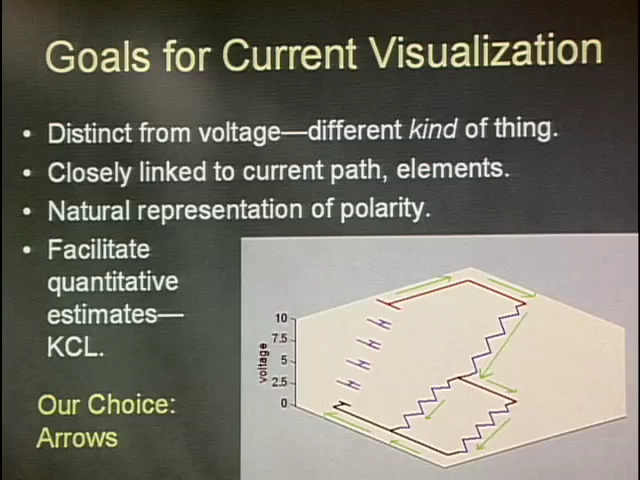 Goals for Current Visualization
• Distinct from voltage—different kind of thing.
• Closely linked to current path, elements.
• Natural representation of polarity.
• Facilitate
quantitative
estimates—
KCL.
Our Choice:
Arrows
voltage
10
7.5
5
2.5
0